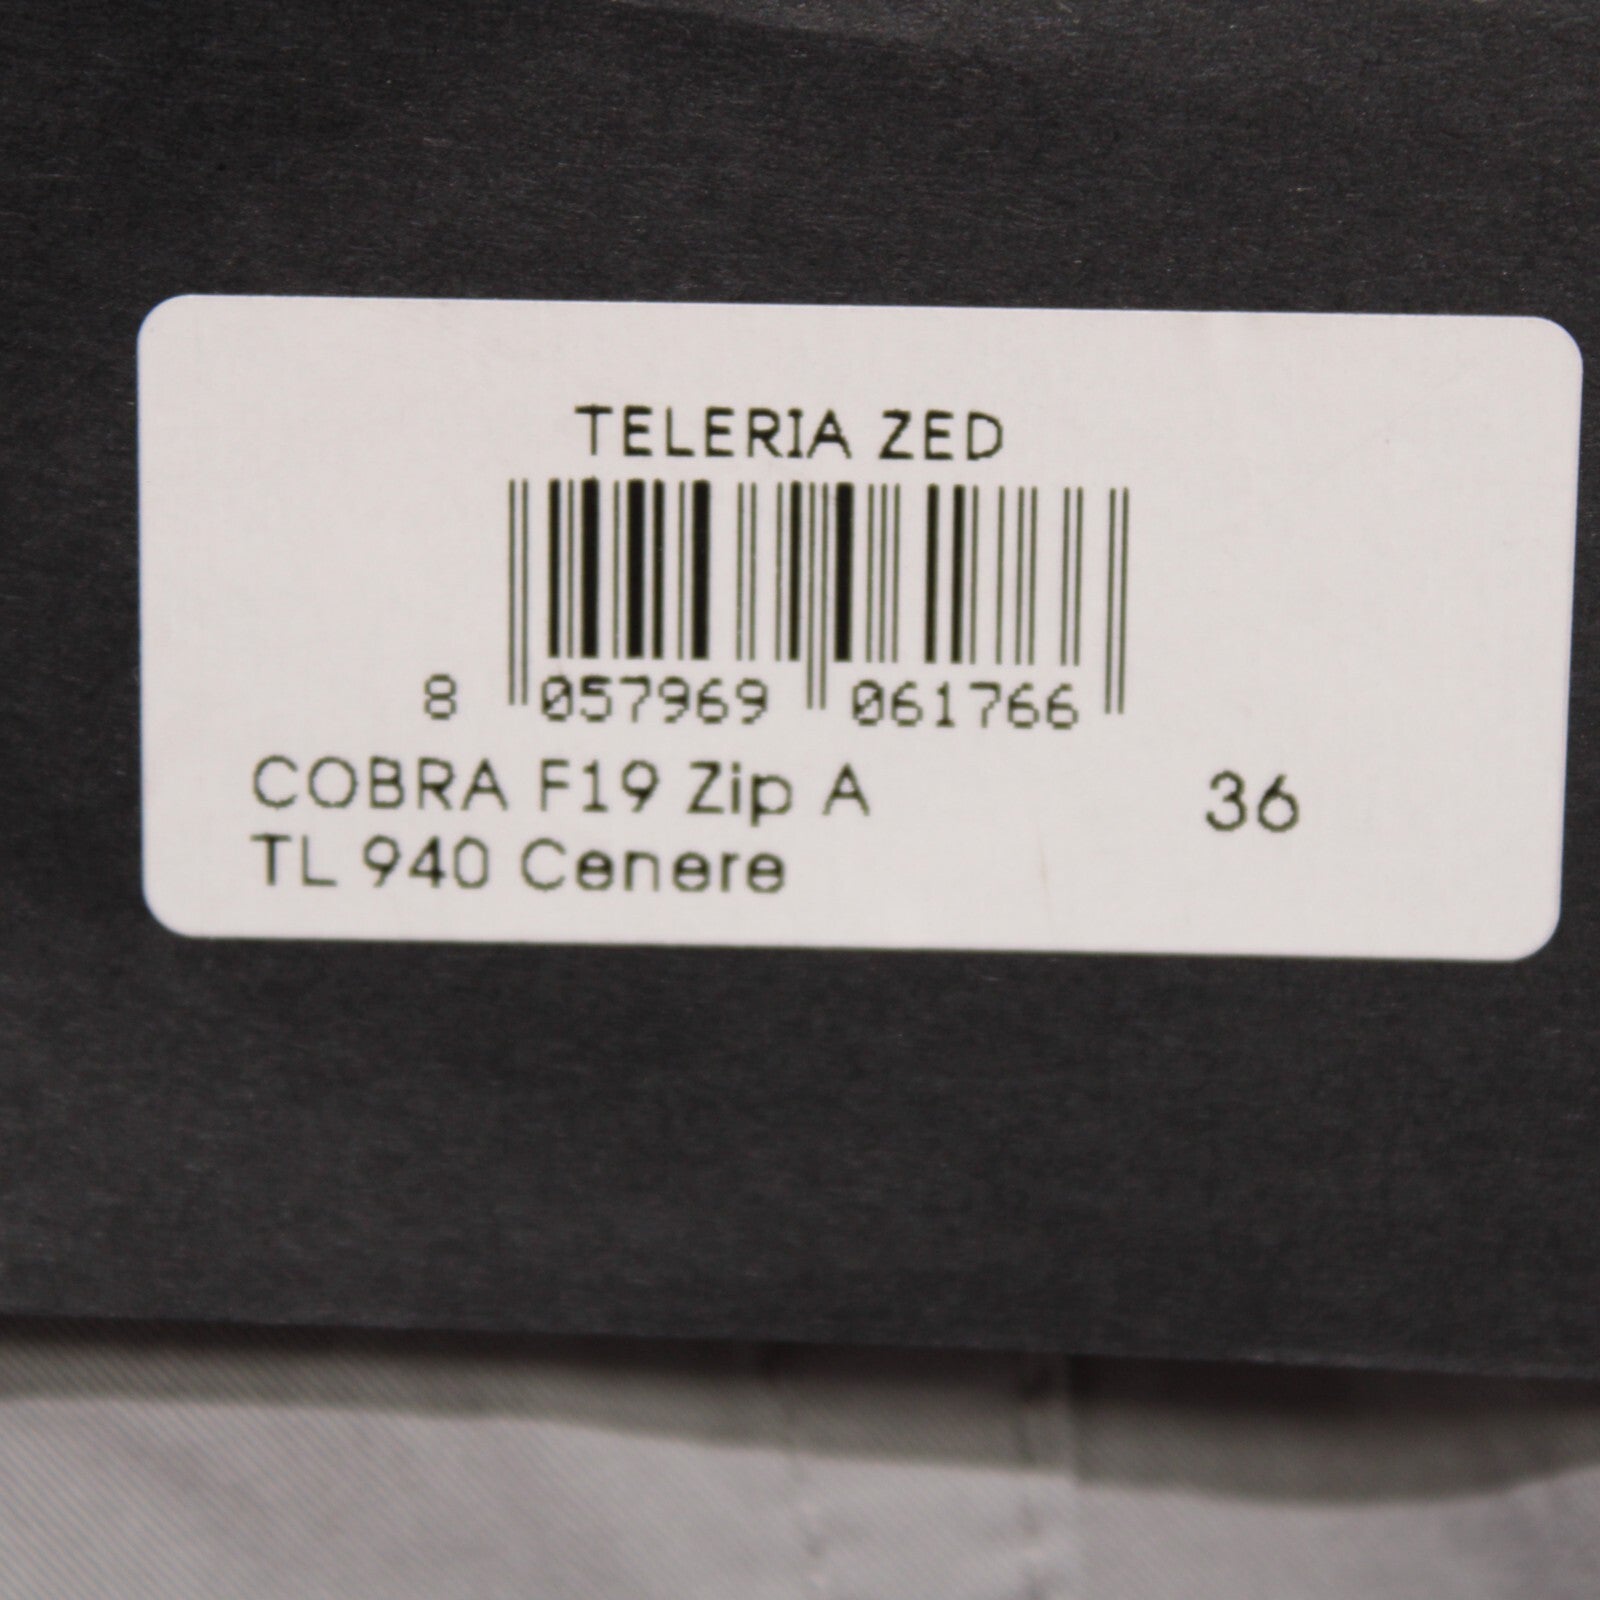 TELERIA ZED
8 057969 061766
COBRA F19 Zip A 36
TL 940 Cenere